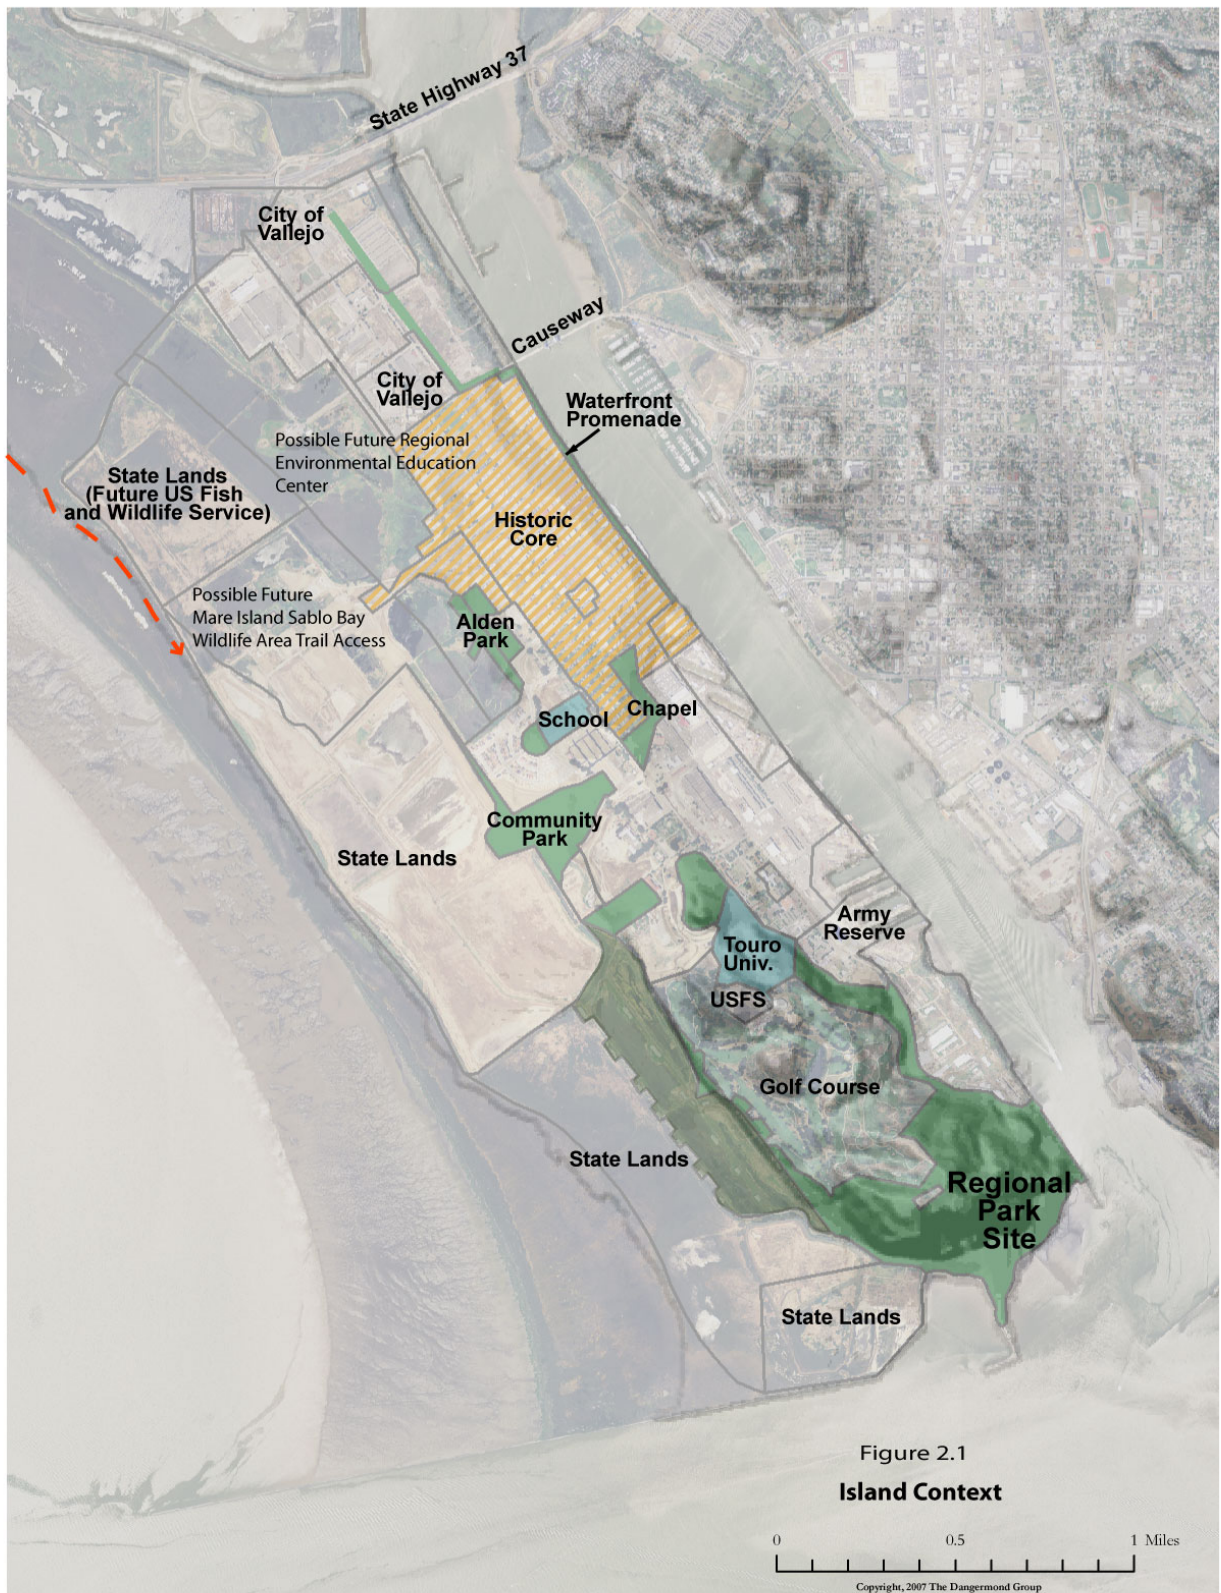 State Highway 37
City of
Vallejo
Causeway
City of
Vallejo
Waterfront
Promenade
Possible Future Regional
Environmental Education
Center
State Lands
(Future US Fish
and Wildlife Service)
Historic
Core
Possible Future
Mare Island Sablo Bay
Wildlife Area Trail Access
Alden
Park
School
Chapel
Community
Park
State Lands
Army
Reserve
Touro
Univ.
USFS
Golf Course
State Lands
Regional
Park
Site
State Lands
Figure 2.1
Island Context
0 0.5 1 Miles
Copyright, 2007 The Dangermond Group